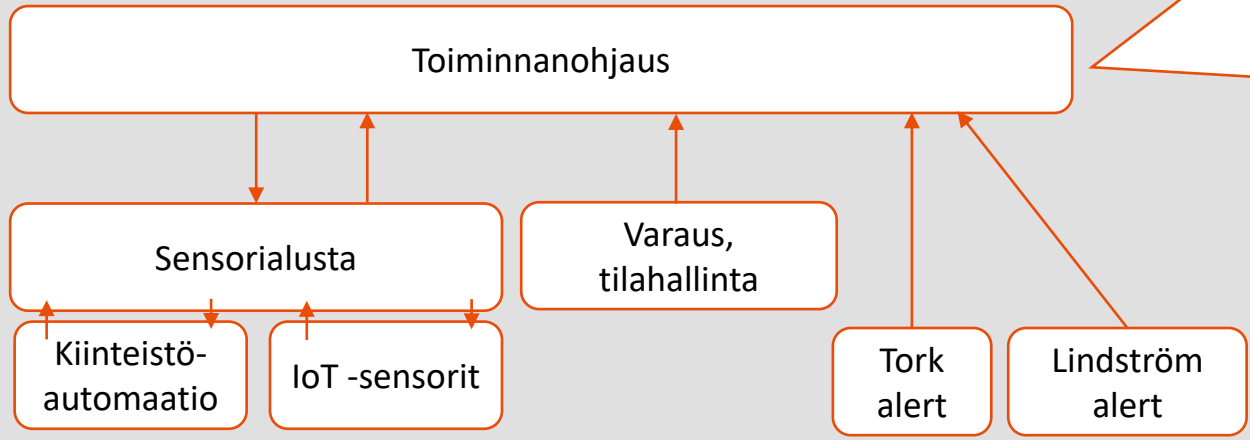 Toiminnanohjaus
Sensorialusta
Varaus,
tilahallinta
Kiinteistö-
automaatio
IoT -sensorit
Tork
alert
Lindström
alert